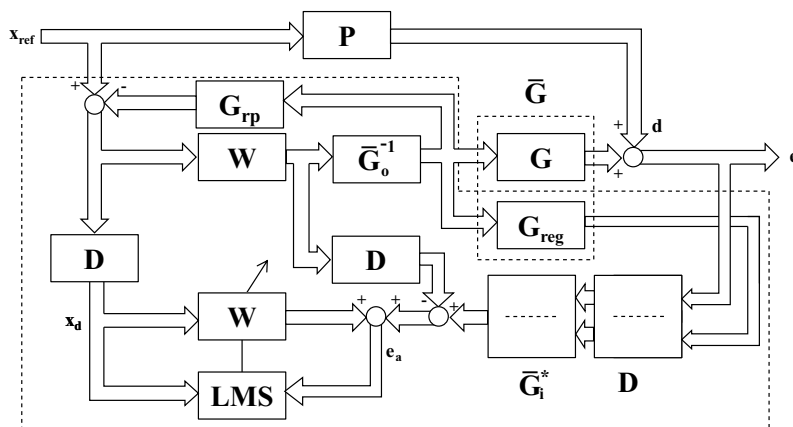 x_ref
P
+
-
G_rp
Ḡ
+
d
W
Ḡ_o^-1
G
+
e
D
D
G_reg
x_d
W
+
+
-
+
--------
--------
e_a
LMS
Ḡ_i^*
D